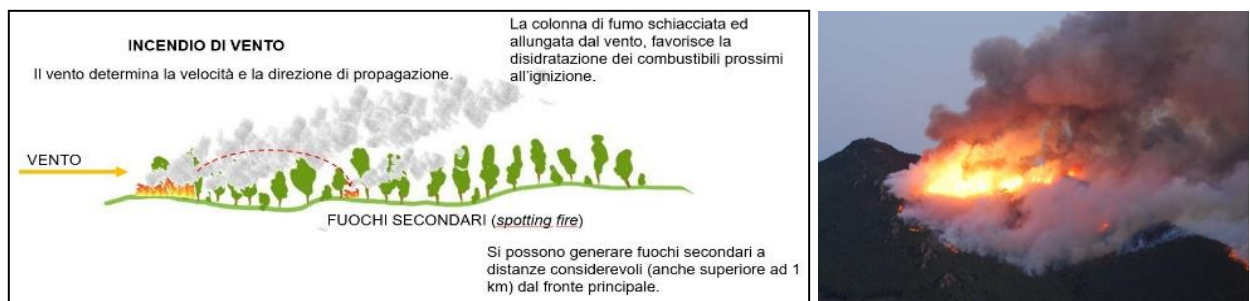 INCENDIO DI VENTO
Il vento determina la velocità e la direzione di propagazione.
La colonna di fumo schiacciata ed
allungata dal vento, favorisce la
disidratazione dei combustibili prossimi
all'ignizione.
VENTO
FUOCHI SECONDARI (spotting fire)
Si possono generare fuochi secondari a
distanze considerevoli (anche superiore ad 1
km) dal fronte principale.